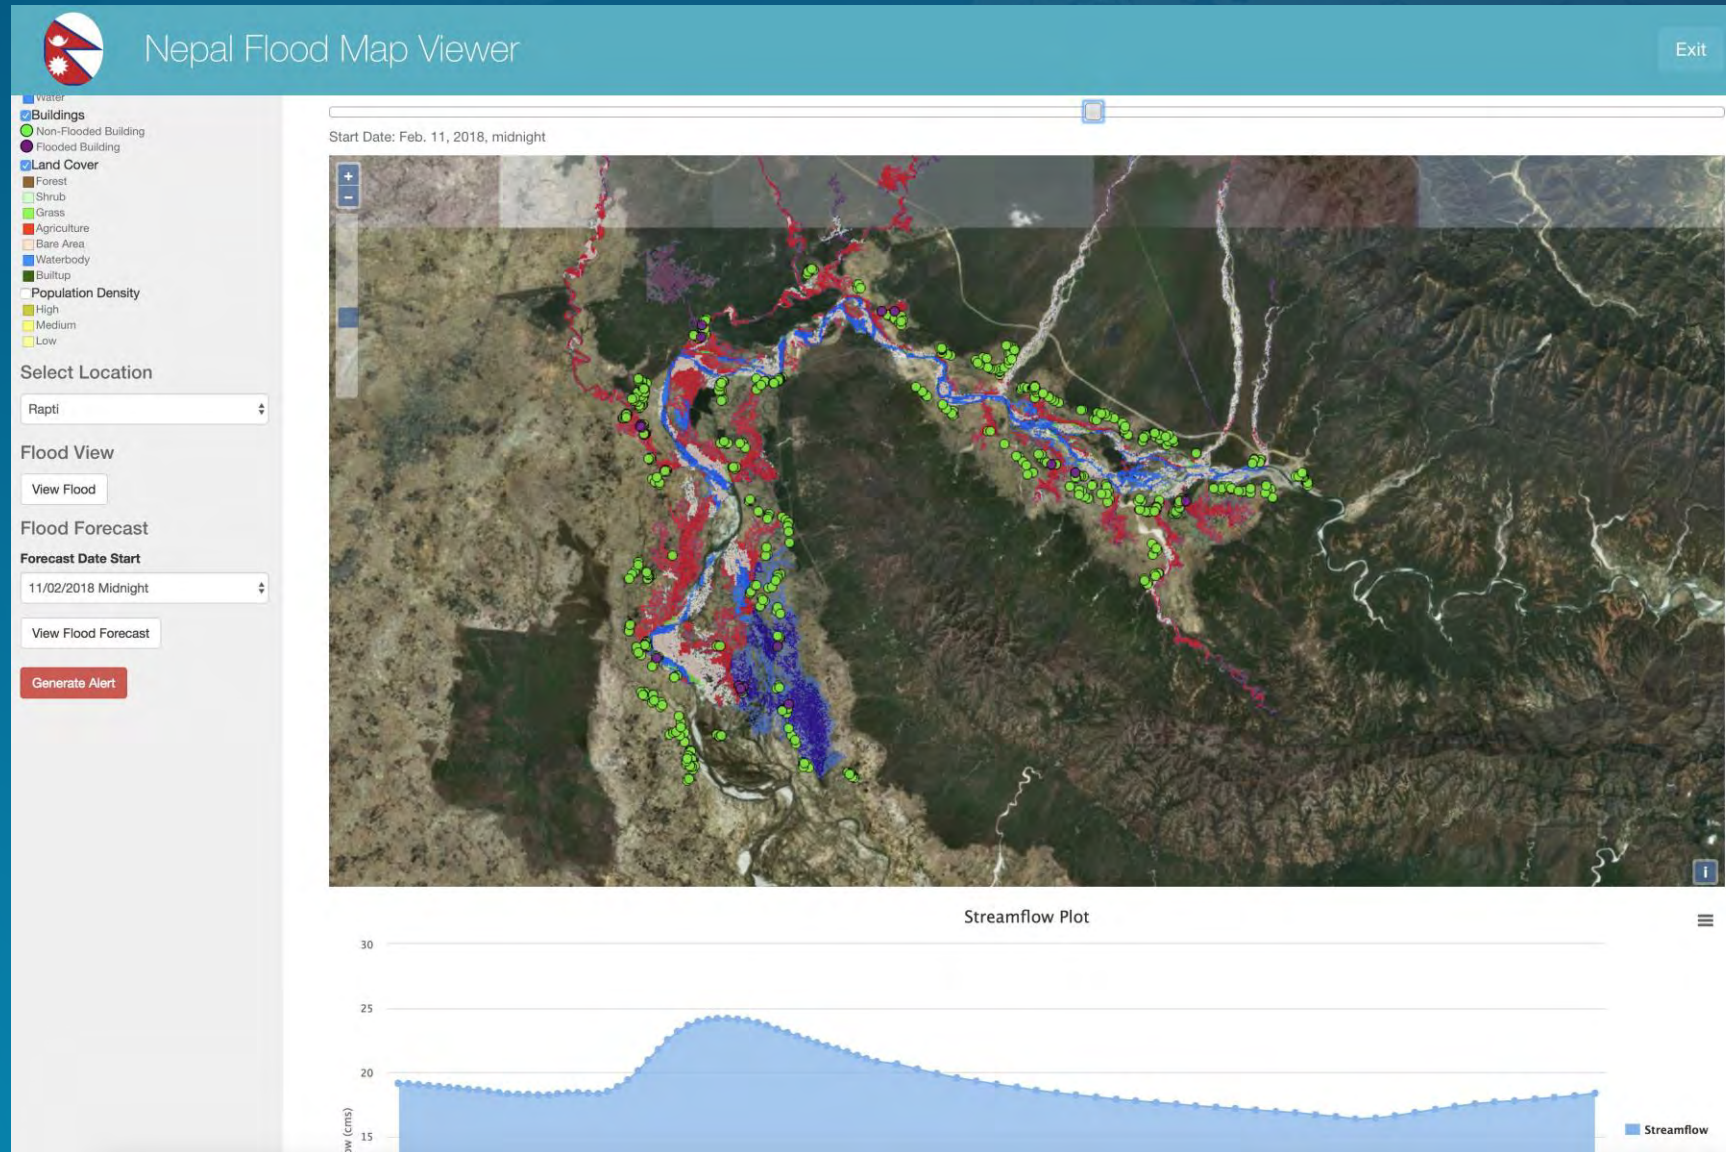 Nepal Flood Map Viewer
Exit
Water
Buildings
Non-Flooded Building
Flooded Building
Land Cover
Forest
Shrub
Grass
Agriculture
Bare Area
Waterbody
Builtup
Population Density
High
Medium
Low
Select Location
Rapti
Flood View
View Flood
Flood Forecast
Forecast Date Start
11/02/2018 Midnight
View Flood Forecast
Generate Alert
Start Date: Feb. 11, 2018, midnight
+
−
i
Streamflow Plot
30
25
20
15
(cms)
Streamflow